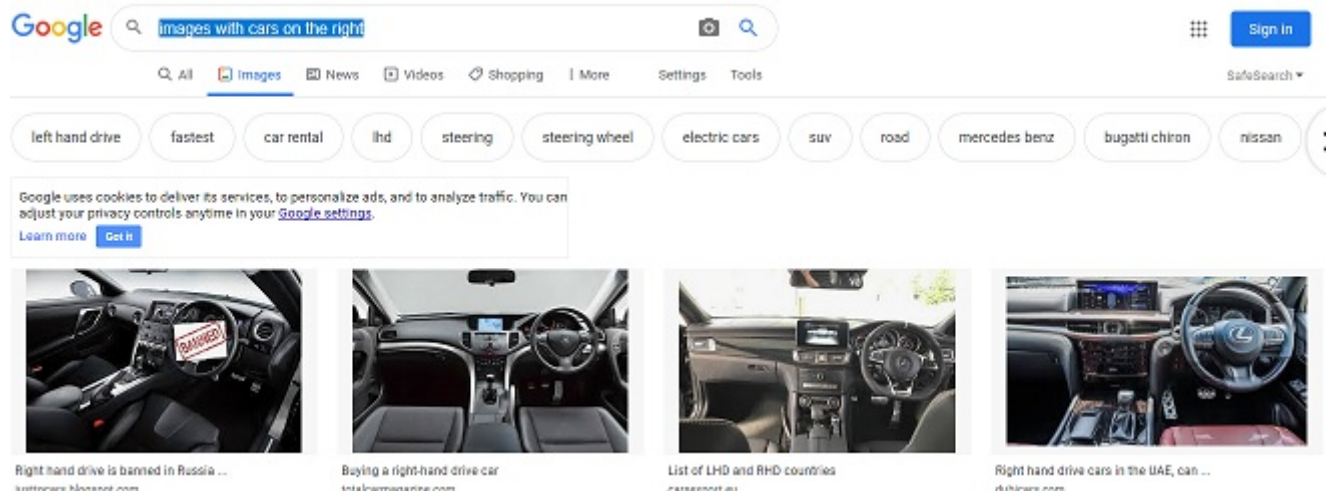 Google
images with cars on the right
Sign in
All Images News Videos Shopping More Settings Tools
SafeSearch
left hand drive fastest car rental lhd steering steering wheel electric cars suv road mercedes benz bugatti chiron nissan
Google uses cookies to deliver its services, to personalize ads, and to analyze traffic. You can
adjust your privacy controls anytime in your Google settings.
Learn more Got it
BANNED
Right hand drive is banned in Russia ...
Buying a right-hand drive car
List of LHD and RHD countries
Right hand drive cars in the UAE, can ...
totalcarmagazine.com
dubicars.com